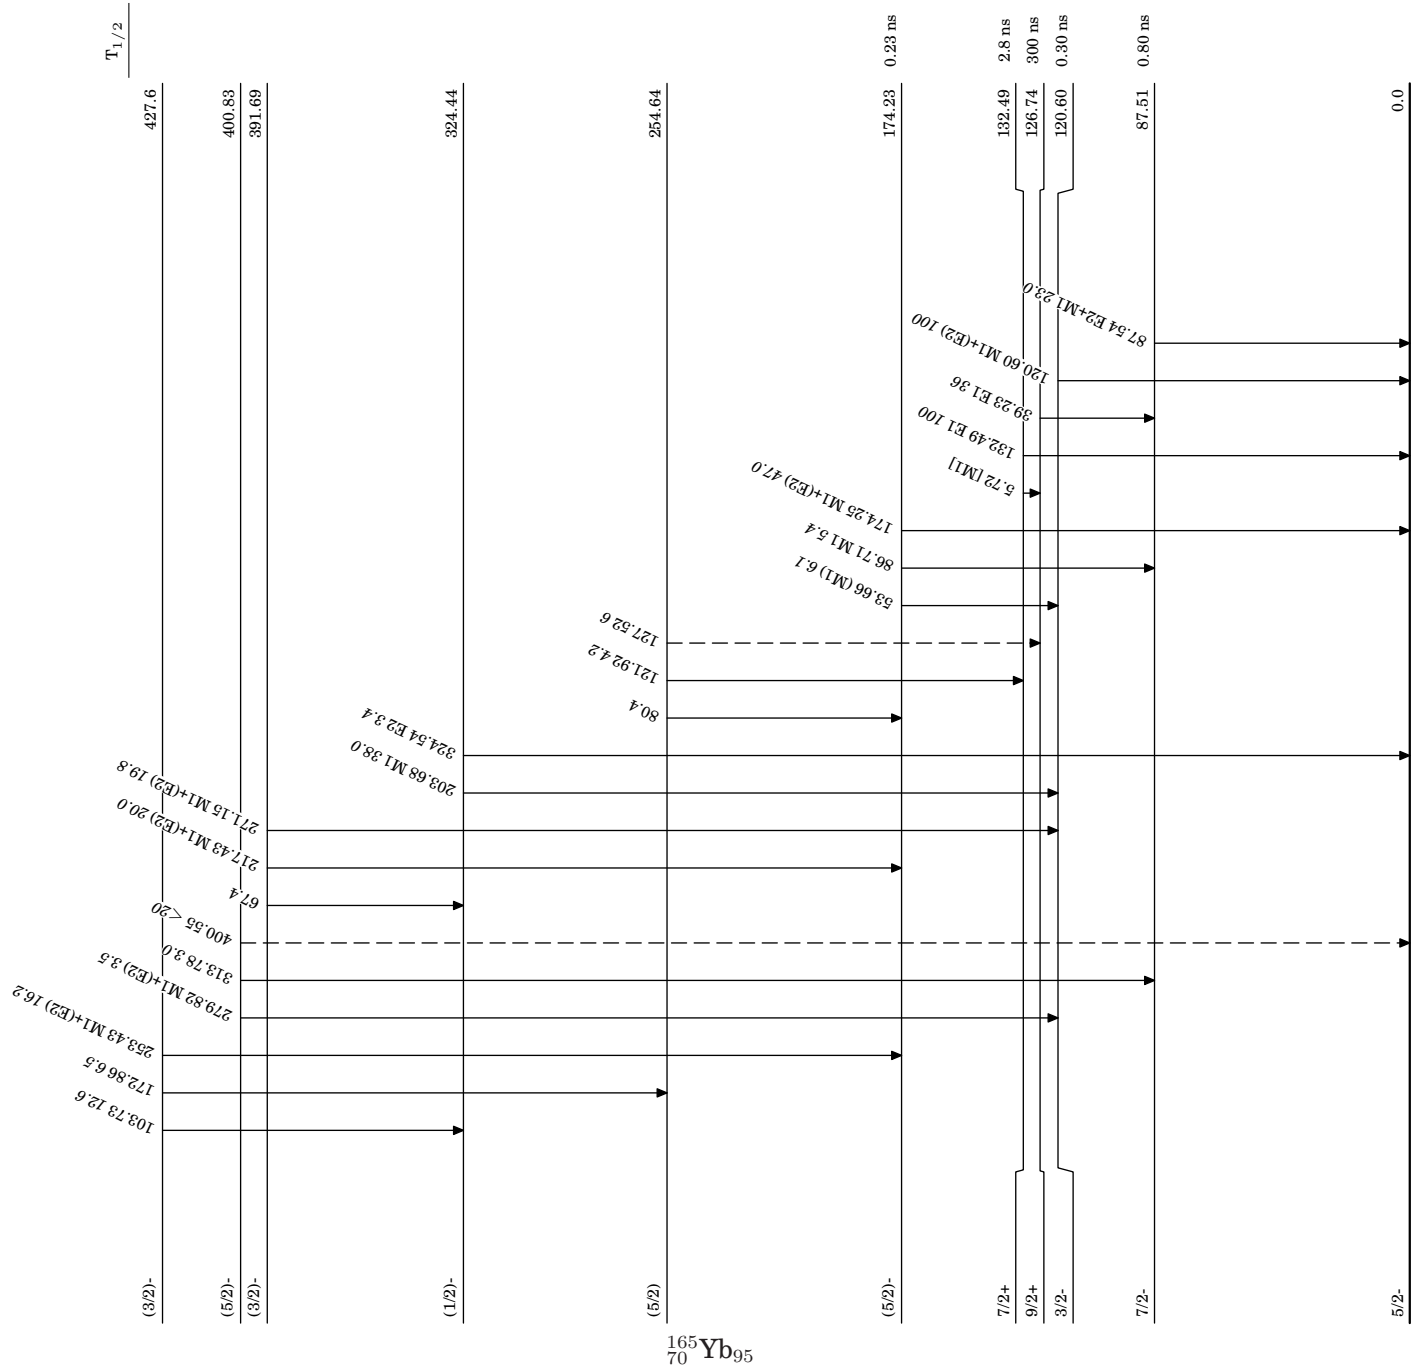 T1/2
427.6
400.83
391.69
324.44
254.64
174.23
0.23 ns
132.49
2.8 ns
126.74
300 ns
120.60
0.30 ns
87.51
0.80 ns
0.0
87.54 E2+M1 23.0
120.60 M1+(E2) 100
39.23 E1 36
132.49 E1 100
5.72 [M1]
174.25 M1+(E2) 47.0
86.71 M1 5.4
53.66 (M1) 6.1
127.52.6
121.92 4.2
80.4
324.54 E2 3.4
203.68 M1 38.0
271.15 M1+(E2) 19.8
217.43 M1+(E2) 20.0
67.4
400.55 <20
313.78 3.0
279.82 M1+(E2) 3.5
253.43 M1+(E2) 16.2
172.86 6.5
103.73 12.6
(3/2)-
(5/2)-
(3/2)-
(1/2)-
(5/2)
(5/2)-
7/2+
9/2+
3/2-
7/2-
5/2-
165 70 Yb 95